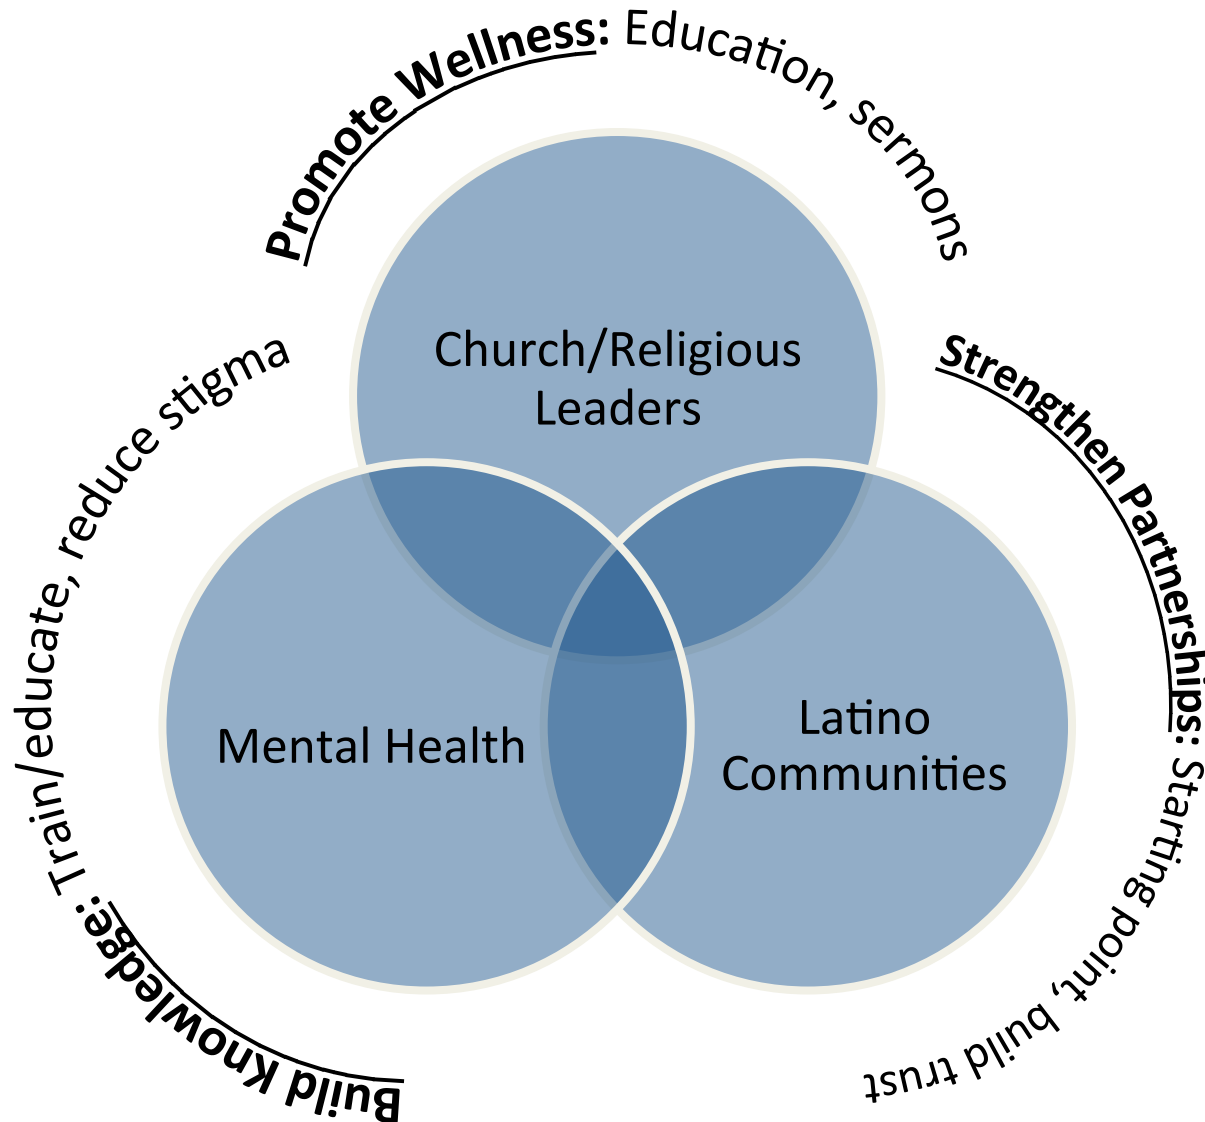 Promote Wellness: Education, sermons
Church/Religious
Leaders
Strengthen Partnerships: Starting point, build trust
Latino
Communities
Mental Health
Build Knowledge: Train/educate, reduce stigma